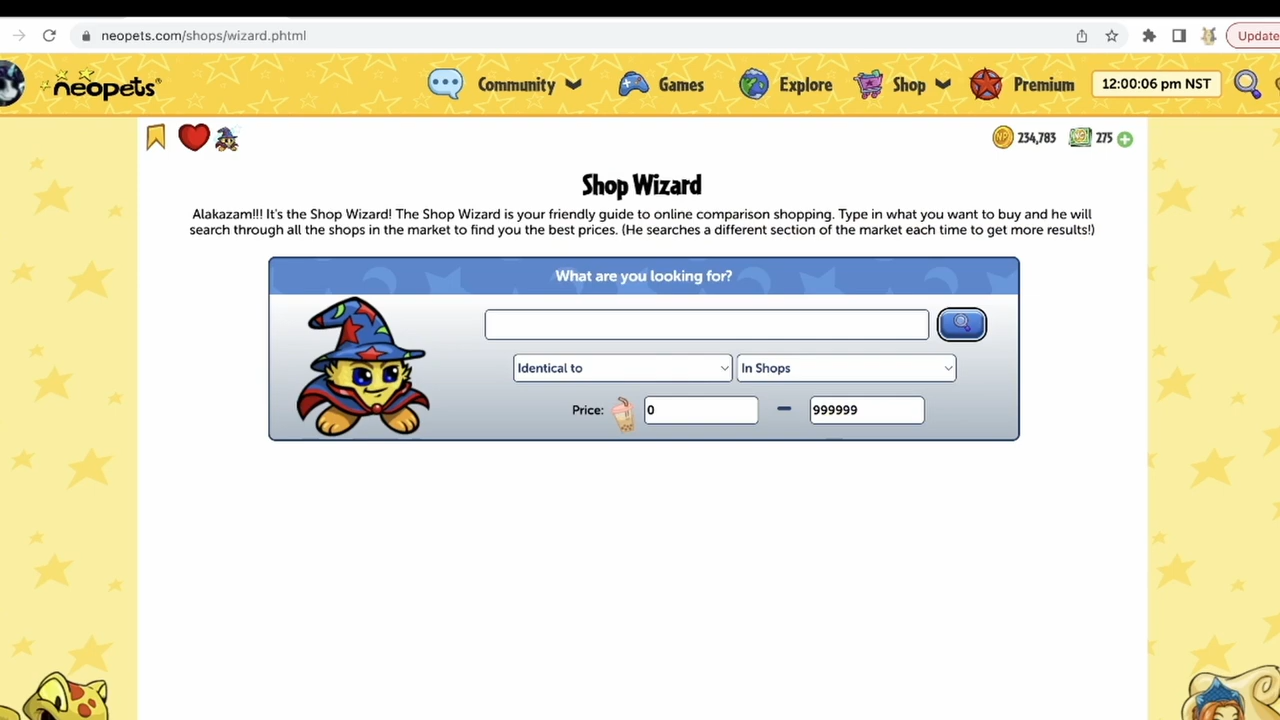 neopets.com/shops/wizard.phtml
Update
neopets
Community
Games
Explore
Shop
Premium
12:00:06 pm NST
NP
234,783
275
Shop Wizard
Alakazam!!! It's the Shop Wizard! The Shop Wizard is your friendly guide to online comparison shopping. Type in what you want to buy and he will
search through all the shops in the market to find you the best prices. (He searches a different section of the market each time to get more results!)
What are you looking for?
Identical to
In Shops
Price:
0
999999